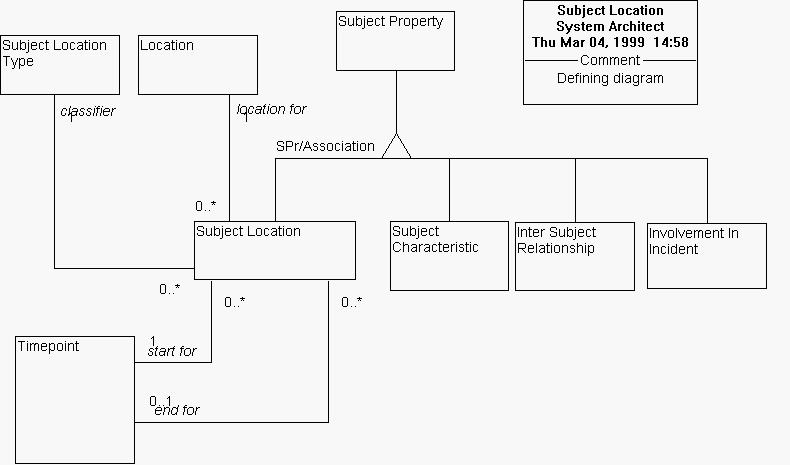 Subject Property
Subject Location
System Architect
Thu Mar 04, 1999 14:58
Comment
Defining diagram
Subject Location
Type
Location
classifier
1
location for
1
SPr/Association
0..*
Subject Location
Subject
Characteristic
Inter Subject
Relationship
Involvement In
Incident
0..*
0..*
0..*
Timepoint
1
start for
0..1
end for